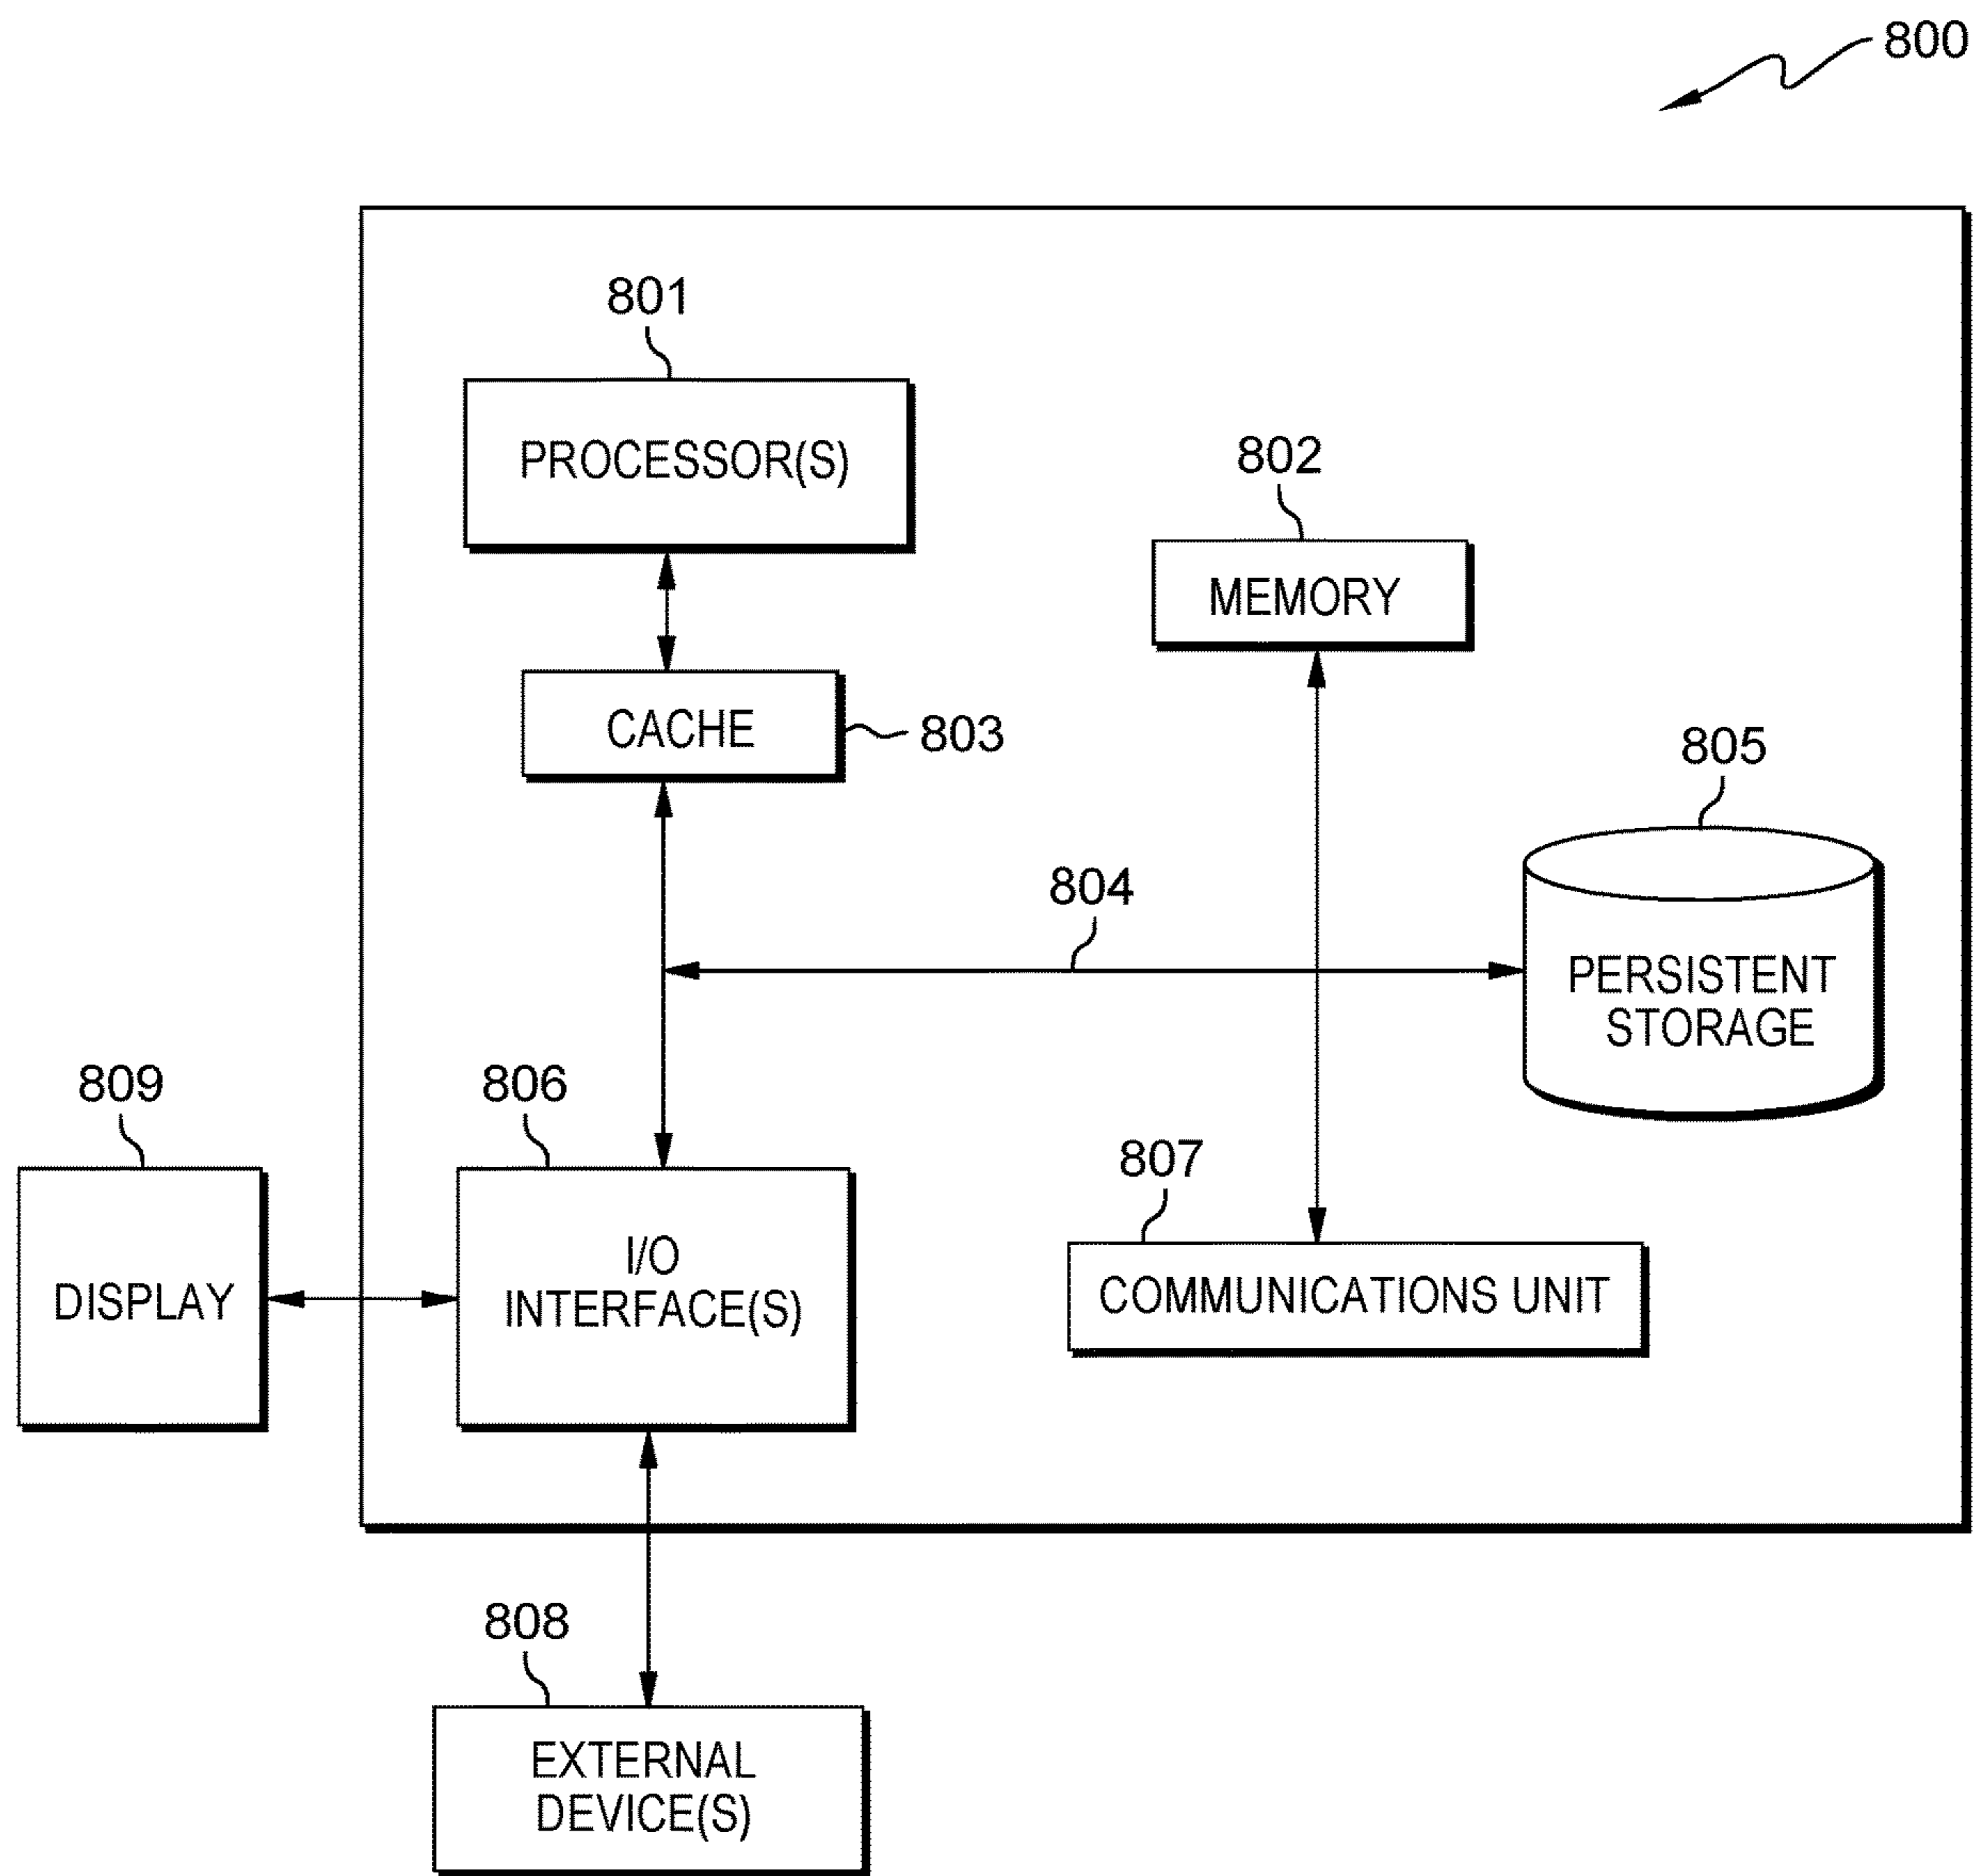 800
801
PROCESSOR(S)
802
MEMORY
CACHE
803
805
804
PERSISTENT
STORAGE
809
806
807
DISPLAY
I/O
INTERFACE(S)
COMMUNICATIONS UNIT
808
EXTERNAL
DEVICE(S)